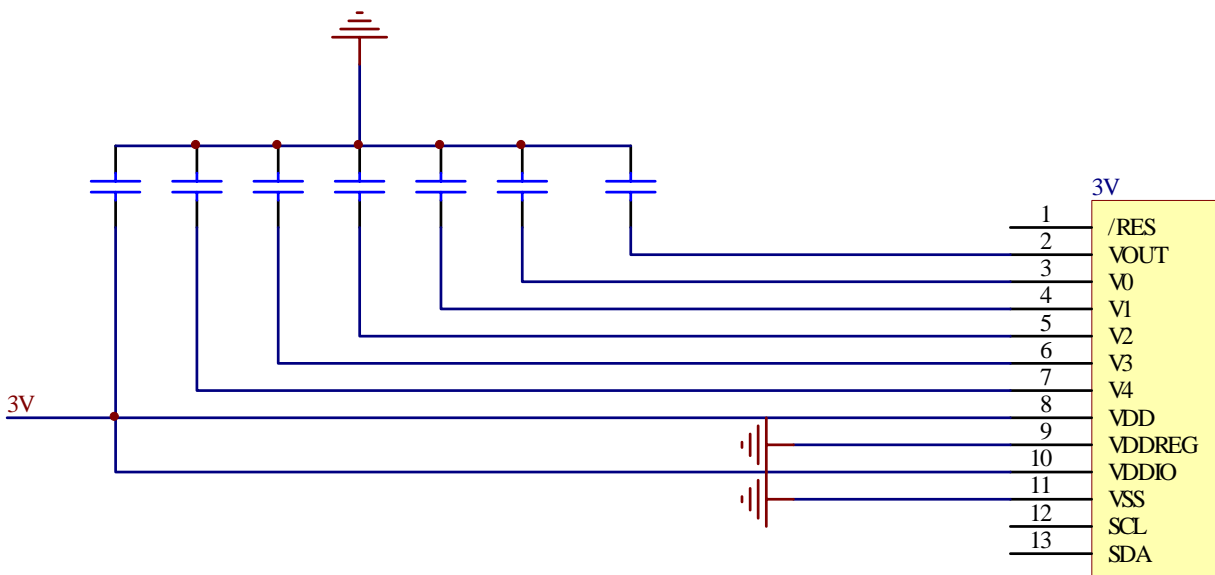 3V
1 /RES
2 VOUT
3 V0
4 V1
5 V2
6 V3
7 V4
3V
8 VDD
9 VDDREG
10 VDDIO
11 VSS
12 SCL
13 SDA